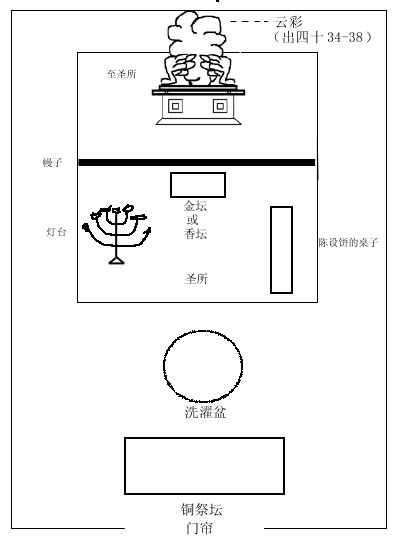 云彩
（出四十 34-38）
至圣所
幔子
金坛
或
香坛
灯台
陈设饼的桌子
圣所
洗濯盆
铜祭坛
门帘